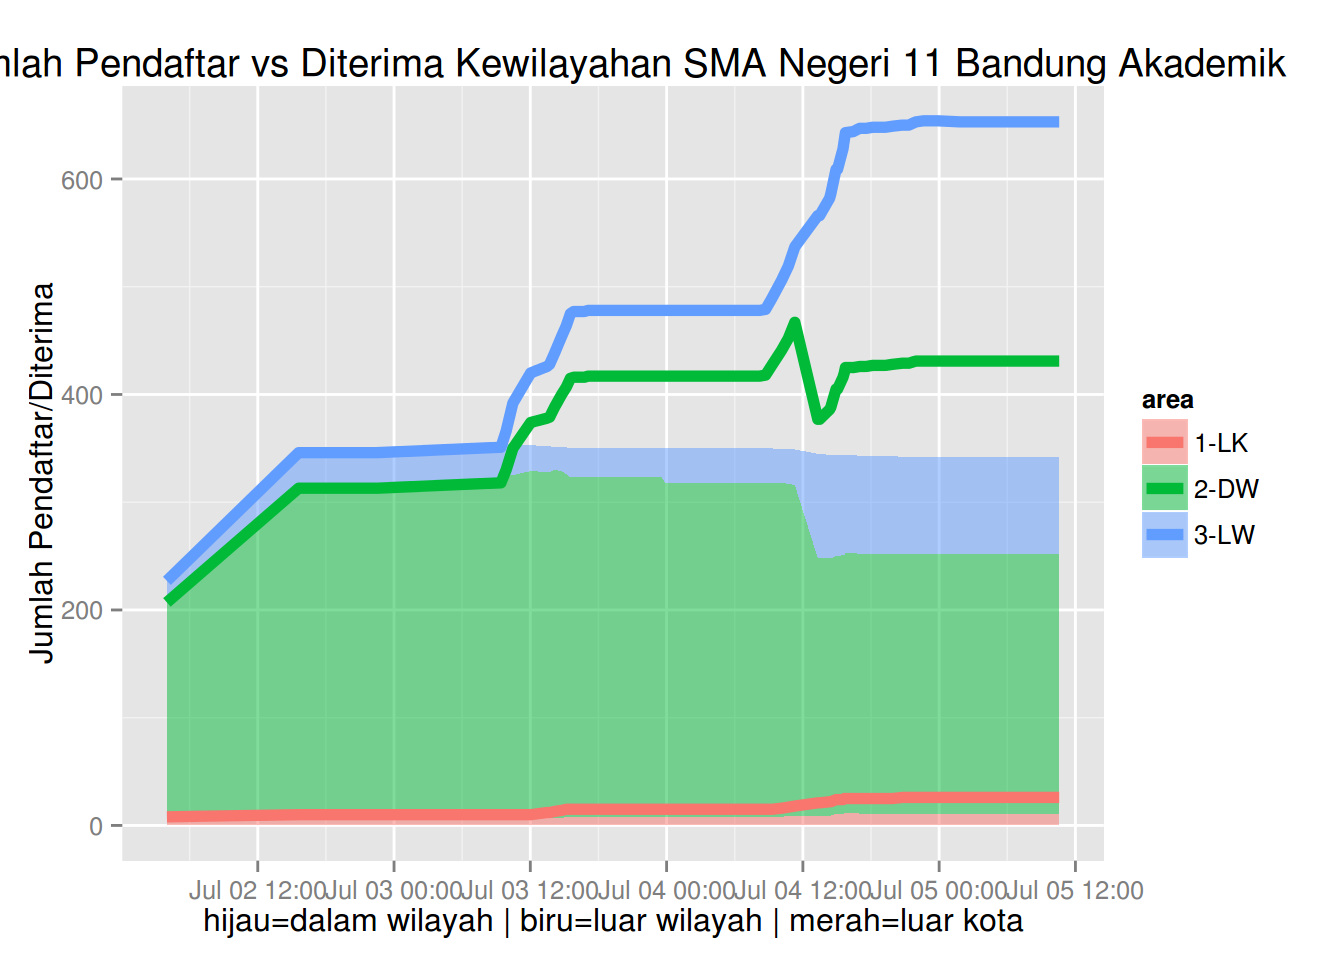 mlah Pendaftar vs Diterima Kewilayahan SMA Negeri 11 Bandung Akademik
Jumlah Pendaftar/Diterima
600
400
200
0
Jul 02 12:00
Jul 03 00:00
Jul 03 12:00
Jul 04 00:00
Jul 04 12:00
Jul 05 00:00
Jul 05 12:00
hijau=dalam wilayah | biru=luar wilayah | merah=luar kota
area
1-LK
2-DW
3-LW